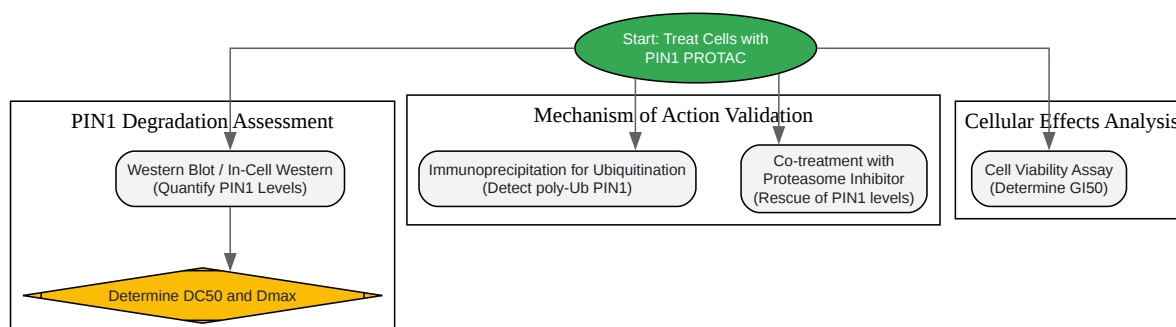 Start: Treat Cells with
PIN1 PROTAC
PIN1 Degradation Assessment
Western Blot / In-Cell Western
(Quantify PIN1 Levels)
Determine DC50 and Dmax
Mechanism of Action Validation
Immunoprecipitation for Ubiquitination
(Detect poly-Ub PIN1)
Co-treatment with
Proteasome Inhibitor
(Rescue of PIN1 levels)
Cellular Effects Analysis
Cell Viability Assay
(Determine GI50)